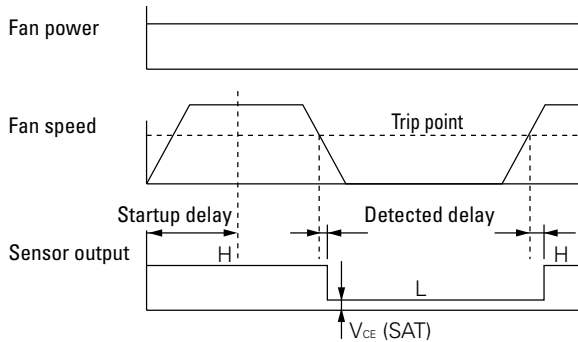 Fan power
Fan speed
Trip point
Startup delay
Detected delay
Sensor output
H
L
H
VCE (SAT)